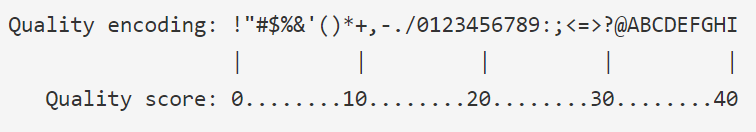 Quality encoding: !"#$%&'()*+,-./0123456789:;<=>?@ABCDEFGHI
                  |         |         |         |         |
   Quality score: 0........10........20........30........40